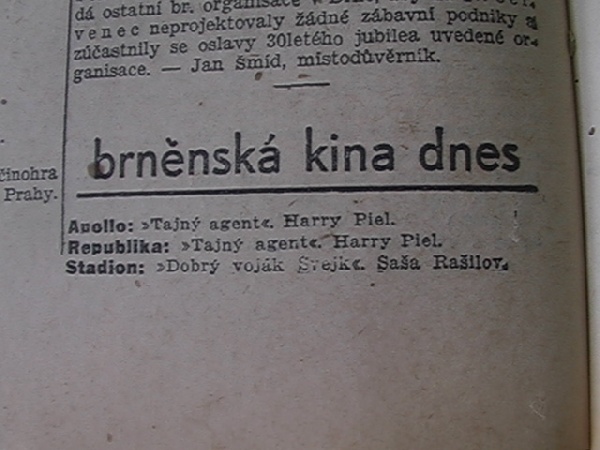 dá ostatní br. organisace
venec neprojektovaly žádné zábavní podniky a
zúčastnily se oslavy 30letého jubilea uvedené or-
ganisace. — Jan Šmíd, místodůvěrník.
činohra
Prahy.
brněnská kina dnes
Apollo: »Tajný agent«. Harry Piel.
Republika: »Tajný agent«. Harry Piel.
Stadion: »Dobrý voják Švejk«. Saša Rašilov.